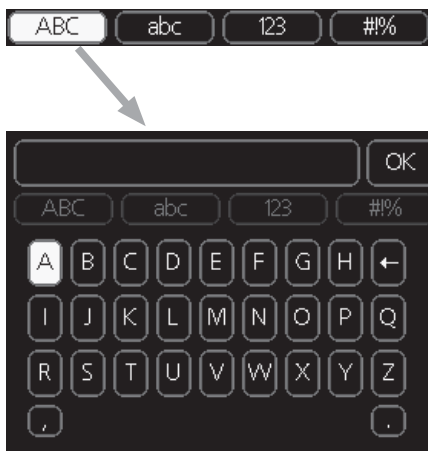 ABC abc 123 #!%
OK
ABC abc 123 #!%
A B C D E F G H ←
I J K L M N O P Q
R S T U V W X Y Z
, .